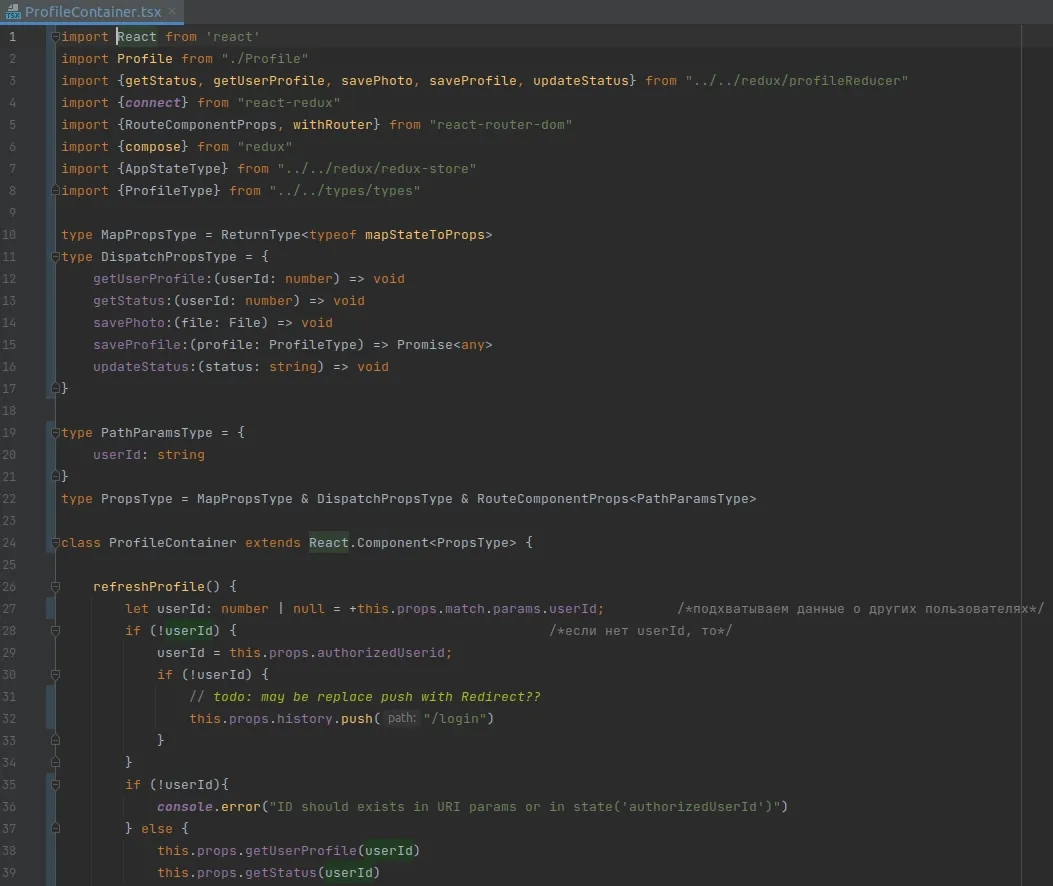 ProfileContainer.tsx ×
1 import React from 'react'
2 import Profile from "./Profile"
3 import {getStatus, getUserProfile, savePhoto, saveProfile, updateStatus} from "../../redux/profileReducer"
4 import {connect} from "react-redux"
5 import {RouteComponentProps, withRouter} from "react-router-dom"
6 import {compose} from "redux"
7 import {AppStateType} from "../../redux/redux-store"
8 import {ProfileType} from "../../types/types"
9
10 type MapPropsType = ReturnType<typeof mapStateToProps>
11 type DispatchPropsType = {
12 getUserProfile:(userId: number) => void
13 getStatus:(userId: number) => void
14 savePhoto:(file: File) => void
15 saveProfile:(profile: ProfileType) => Promise<any>
16 updateStatus:(status: string) => void
17 }
18
19 type PathParamsType = {
20 userId: string
21 }
22 type PropsType = MapPropsType & DispatchPropsType & RouteComponentProps<PathParamsType>
23
24 class ProfileContainer extends React.Component<PropsType> {
25
26 refreshProfile() {
27 let userId: number | null = +this.props.match.params.userId; /*подхватываем данные о других пользователях*/
28 if (!userId) { /*если нет userId, то*/
29 userId = this.props.authorizedUserid;
30 if (!userId) {
31 // todo: may be replace push with Redirect??
32 this.props.history.push( path: "/login")
33 }
34 }
35 if (!userId){
36 console.error("ID should exists in URI params or in state('authorizedUserId')")
37 } else {
38 this.props.getUserProfile(userId)
39 this.props.getStatus(userId)